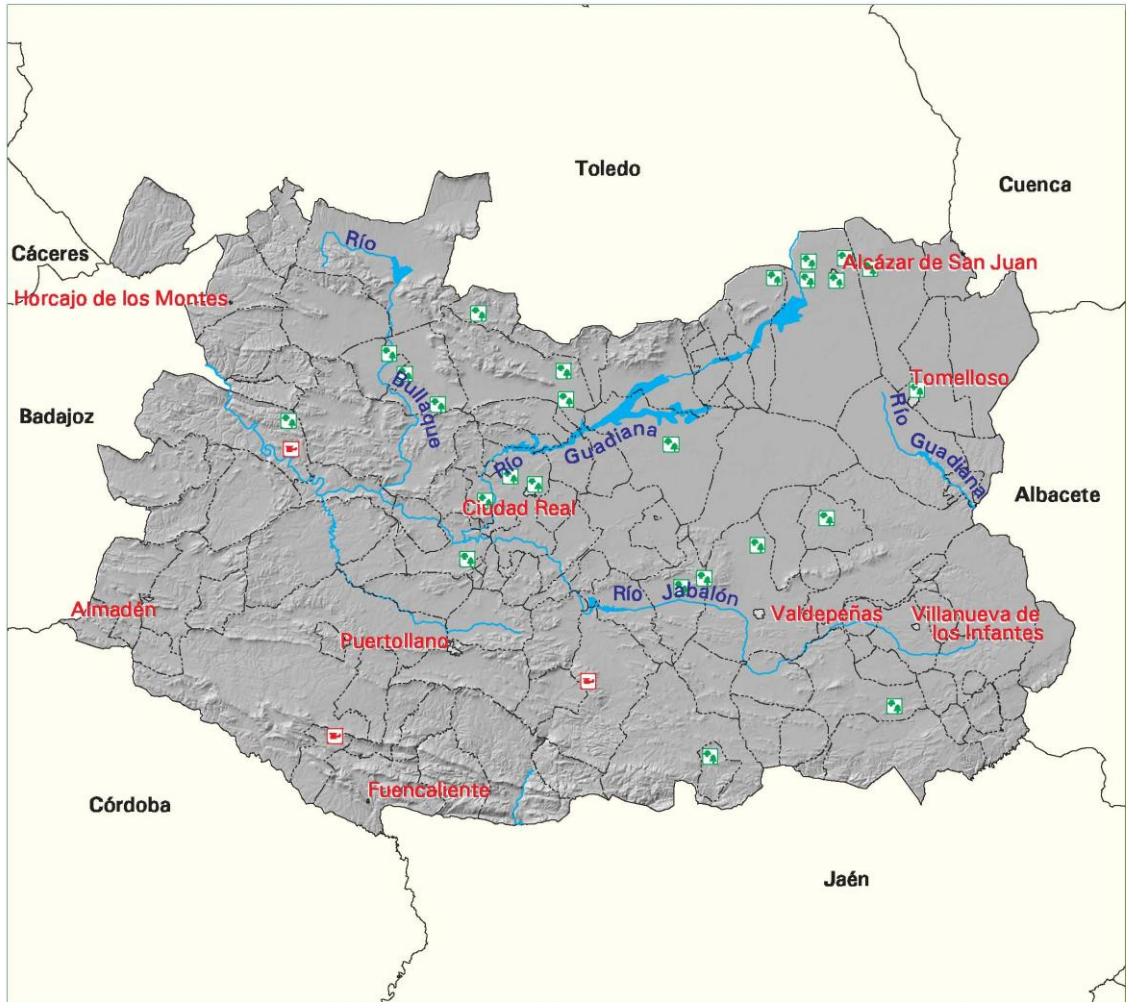 Toledo
Cuenca
Río
Cáceres
Alcázar de San Juan
Horcajo de los Montes
Tomelloso
Bullaque
Badajoz
Río
Guadiana
Río
Guadiana
Albacete
Ciudad Real
Río Jabalón
Almadén
Valdepeñas
Villanueva de
los Infantes
Puertollano
Fuencaliente
Córdoba
Jaén